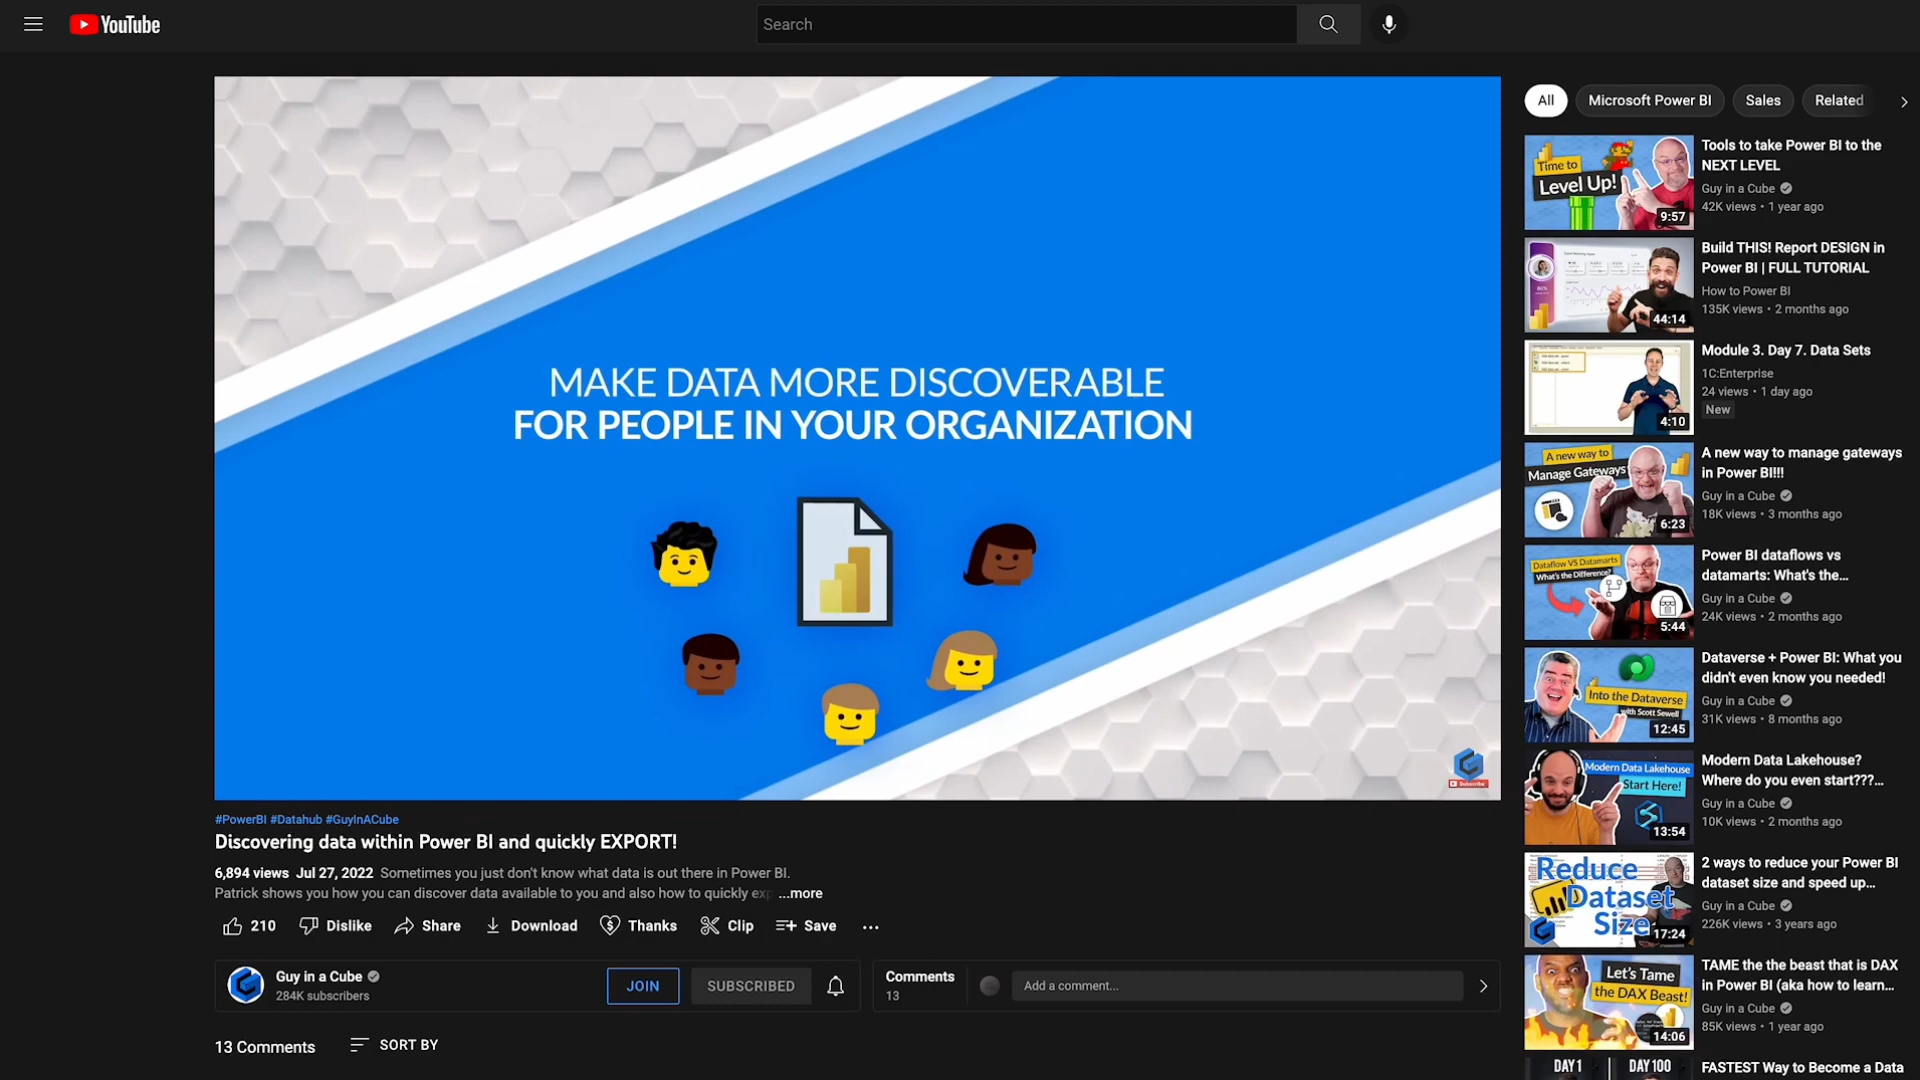 YouTube
Search
MAKE DATA MORE DISCOVERABLE
FOR PEOPLE IN YOUR ORGANIZATION
Subscribe
#PowerBI #Datahub #GuyInACube
Discovering data within Power BI and quickly EXPORT!
6,894 views Jul 27, 2022 Sometimes you just don't know what data is out there in Power BI.
Patrick shows you how you can discover data available to you and also how to quickly exp ...more
210 Dislike Share Download Thanks Clip Save
Guy in a Cube
284K subscribers
JOIN
SUBSCRIBED
Comments
13
Add a comment...
13 Comments
SORT BY
All
Microsoft Power BI
Sales
Related
Time to
Level Up!
9:57
Tools to take Power BI to the
NEXT LEVEL
Guy in a Cube
42K views • 1 year ago
44:14
Build THIS! Report DESIGN in
Power BI | FULL TUTORIAL
How to Power BI
135K views • 2 months ago
4:10
Module 3. Day 7. Data Sets
1C:Enterprise
24 views • 1 day ago
New
A new way to
Manage Gateways
6:23
A new way to manage gateways
in Power BI!!!
Guy in a Cube
18K views • 3 months ago
Dataflow VS Datamarts
What's the Difference?
5:44
Power BI dataflows vs
datamarts: What's the...
Guy in a Cube
24K views • 2 months ago
Into the Dataverse
with Scott Sewell
12:45
Dataverse + Power BI: What you
didn't even know you needed!
Guy in a Cube
31K views • 8 months ago
Modern Data Lakehouse
Start Here!
13:54
Modern Data Lakehouse?
Where do you even start???...
Guy in a Cube
10K views • 2 months ago
Reduce
Dataset
Size
17:24
2 ways to reduce your Power BI
dataset size and speed up...
Guy in a Cube
226K views • 3 years ago
Let's Tame
the DAX Beast!
14:06
TAME the the beast that is DAX
in Power BI (aka how to learn...
Guy in a Cube
85K views • 1 year ago
DAY 1
DAY 100
FASTEST Way to Become a Data